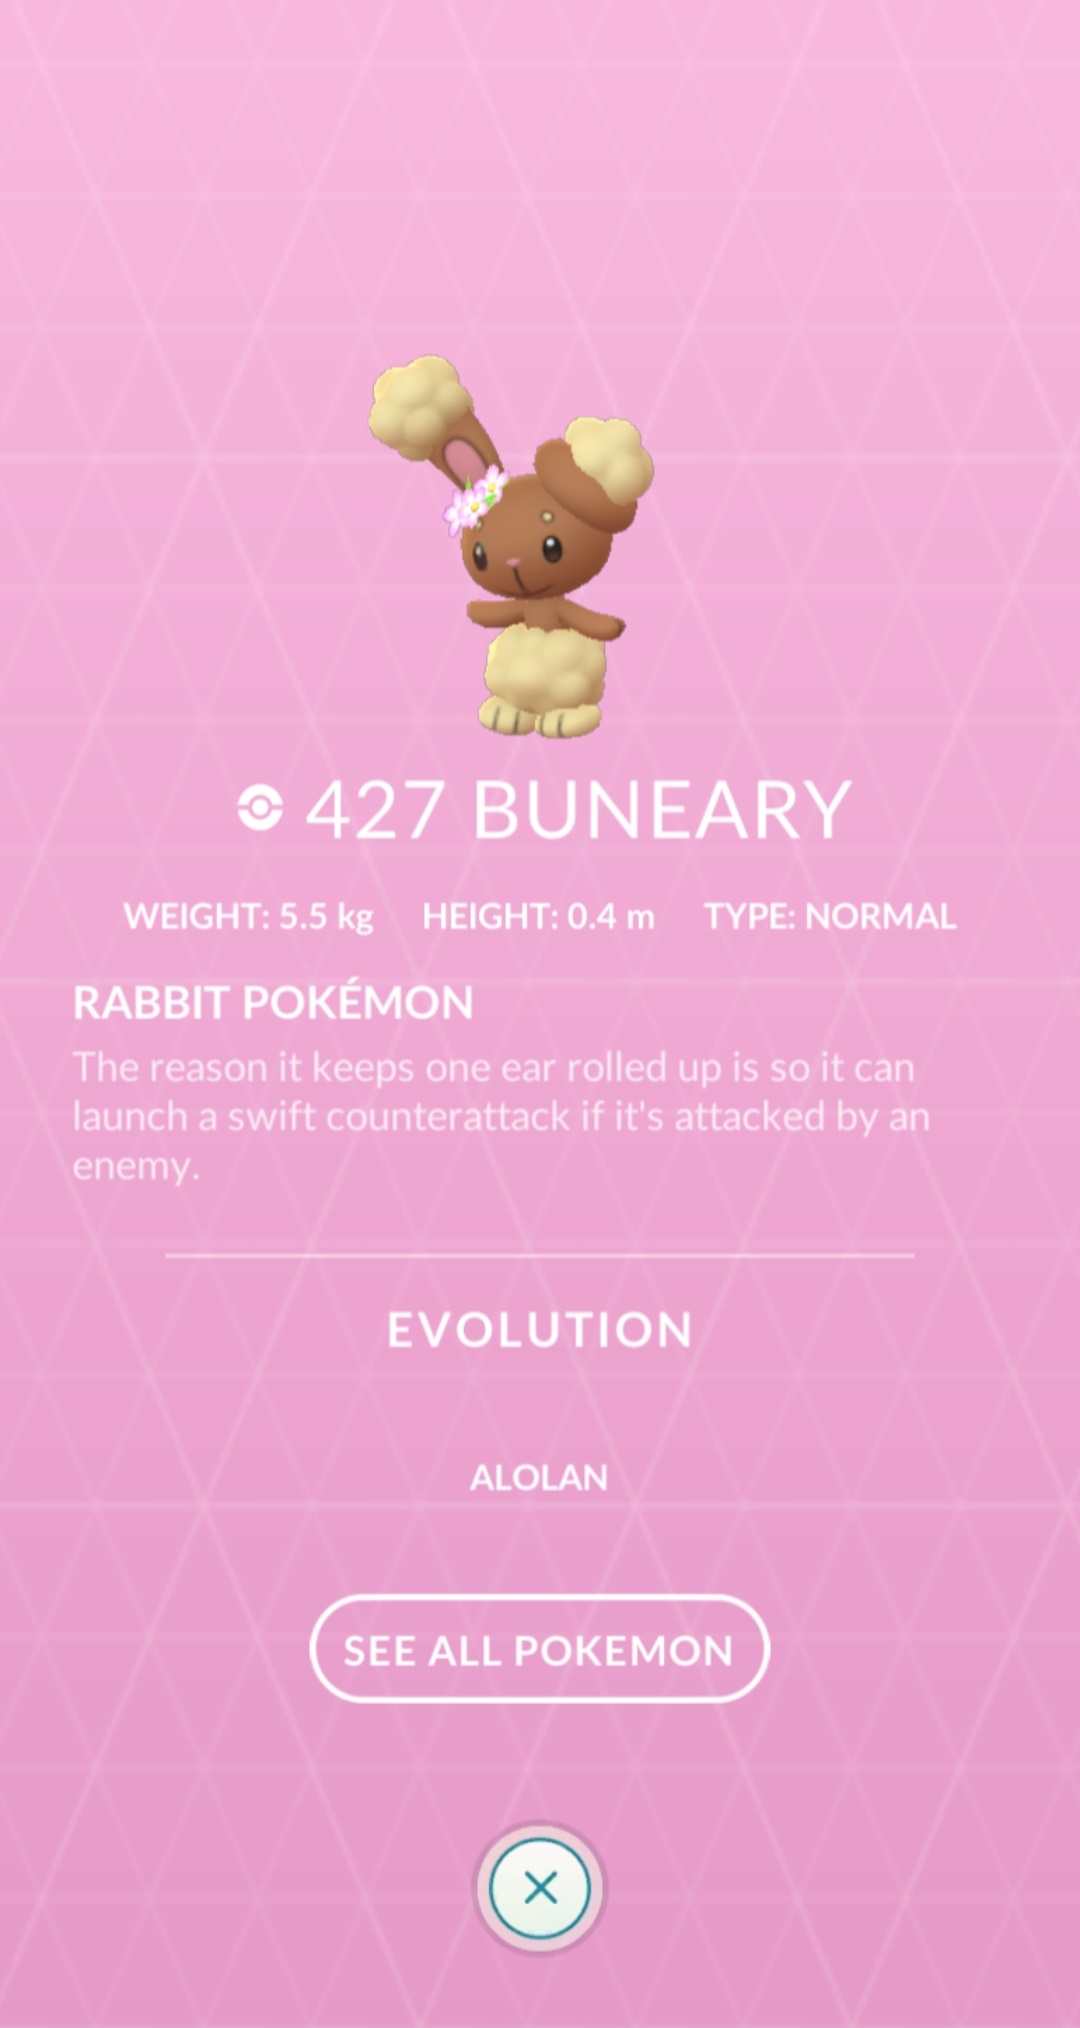 427 BUNEARY
WEIGHT: 5.5 kg HEIGHT: 0.4 m TYPE: NORMAL
RABBIT POKÉMON
The reason it keeps one ear rolled up is so it can
launch a swift counterattack if it's attacked by an
enemy.
EVOLUTION
ALOLAN
SEE ALL POKEMON